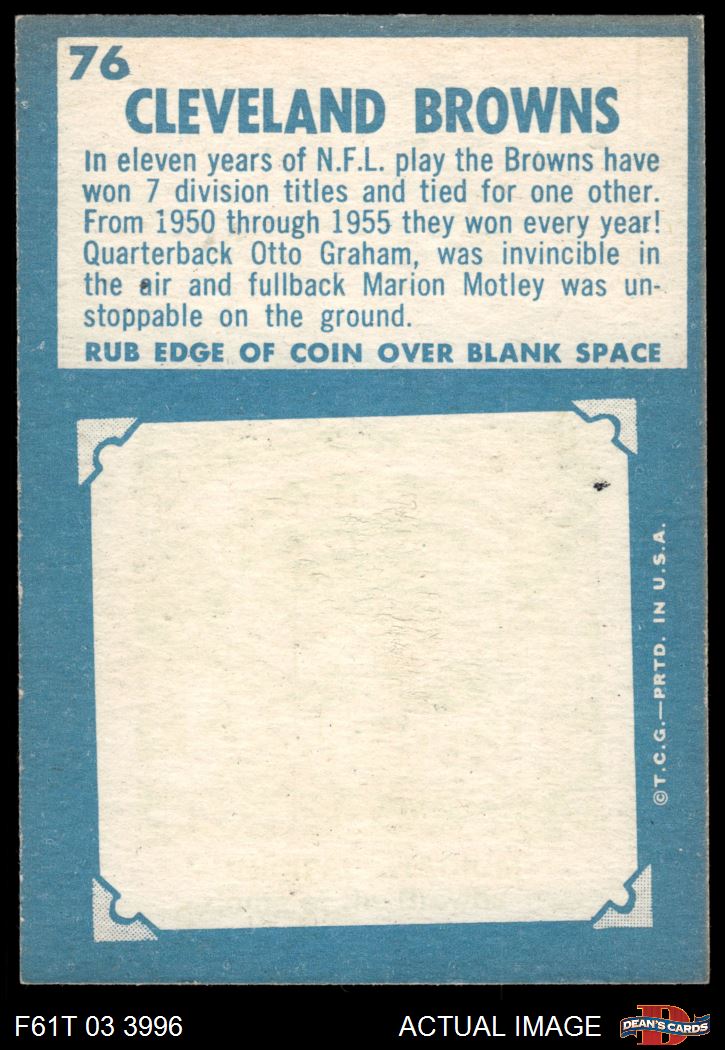 76
CLEVELAND BROWNS
In eleven years of N.F.L. play the Browns have
won 7 division titles and tied for one other.
From 1950 through 1955 they won every year!
Quarterback Otto Graham, was invincible in
the air and fullback Marion Motley was un-
stoppable on the ground.
RUB EDGE OF COIN OVER BLANK SPACE
©T.C.G.—PRTD. IN U.S.A.
F61T 03 3996
ACTUAL IMAGE
D
DEAN'S CARDS